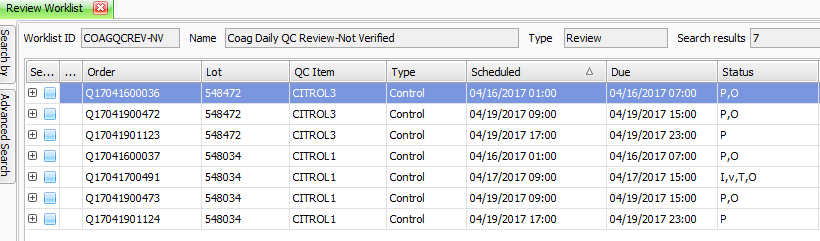 Review Worklist
Search by
Advanced Search
Worklist ID COAGQCREV-NV Name Coag Daily QC Review-Not Verified Type Review Search results 7
Se... ... Order Lot QC Item Type Scheduled Due Status
Q17041600036 548472 CITROL3 Control 04/16/2017 01:00 04/16/2017 07:00 P,O
Q17041900472 548472 CITROL3 Control 04/19/2017 09:00 04/19/2017 15:00 P,O
Q17041901123 548472 CITROL3 Control 04/19/2017 17:00 04/19/2017 23:00 P
Q17041600037 548034 CITROL1 Control 04/16/2017 01:00 04/16/2017 07:00 P,O
Q17041700491 548034 CITROL1 Control 04/17/2017 09:00 04/17/2017 15:00 I,v,T,O
Q17041900473 548034 CITROL1 Control 04/19/2017 09:00 04/19/2017 15:00 P,O
Q17041901124 548034 CITROL1 Control 04/19/2017 17:00 04/19/2017 23:00 P